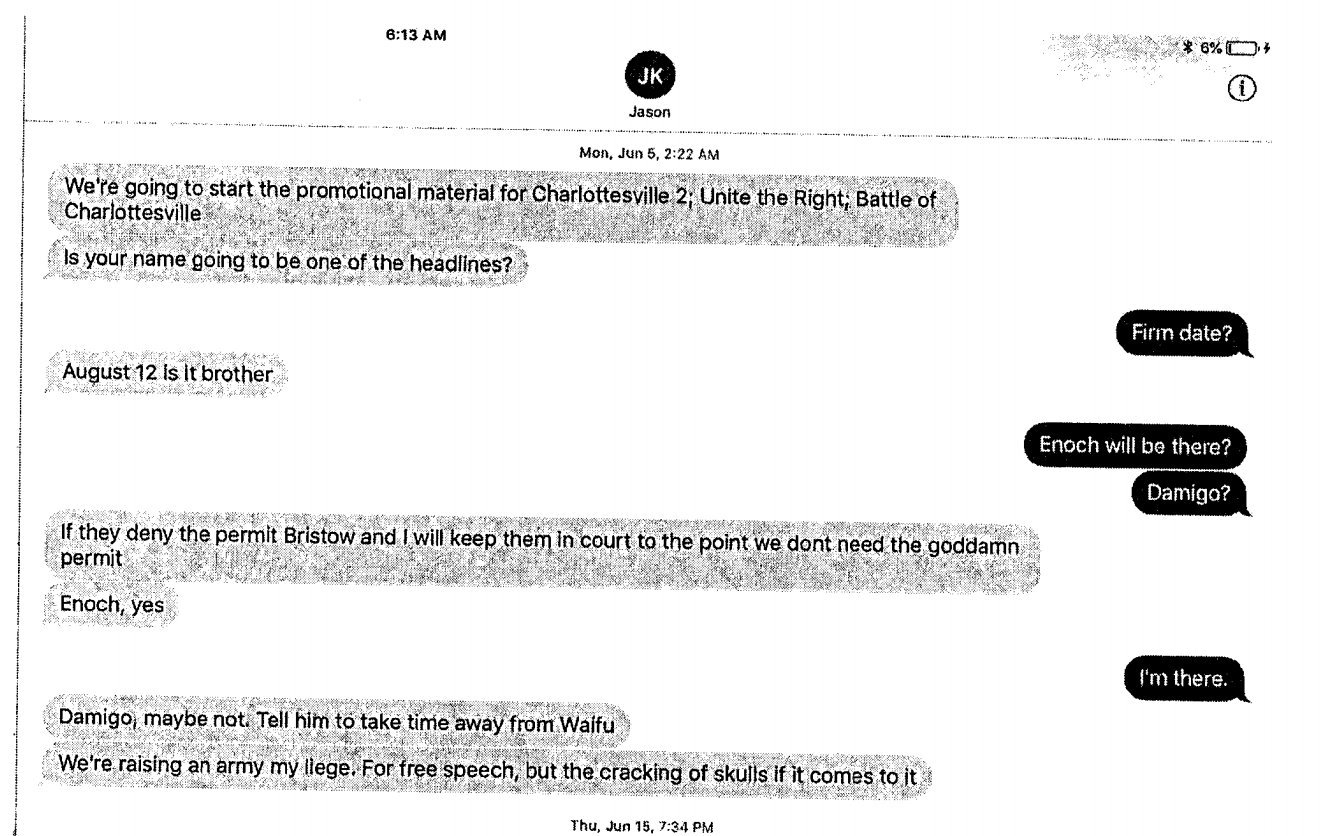 6:13 AM
6%
JK
Jason
Mon, Jun 5, 2:22 AM
We're going to start the promotional material for Charlottesville 2; Unite the Right; Battle of
Charlottesville
Is your name going to be one of the headlines?
Firm date?
August 12 is it brother
Enoch will be there?
Damigo?
If they deny the permit Bristow and I will keep them in court to the point we dont need the goddamn
permit
Enoch, yes
I'm there.
Damigo, maybe not. Tell him to take time away from Waifu
We're raising an army my liege. For free speech, but the cracking of skulls if it comes to it
Thu, Jun 15, 7:34 PM